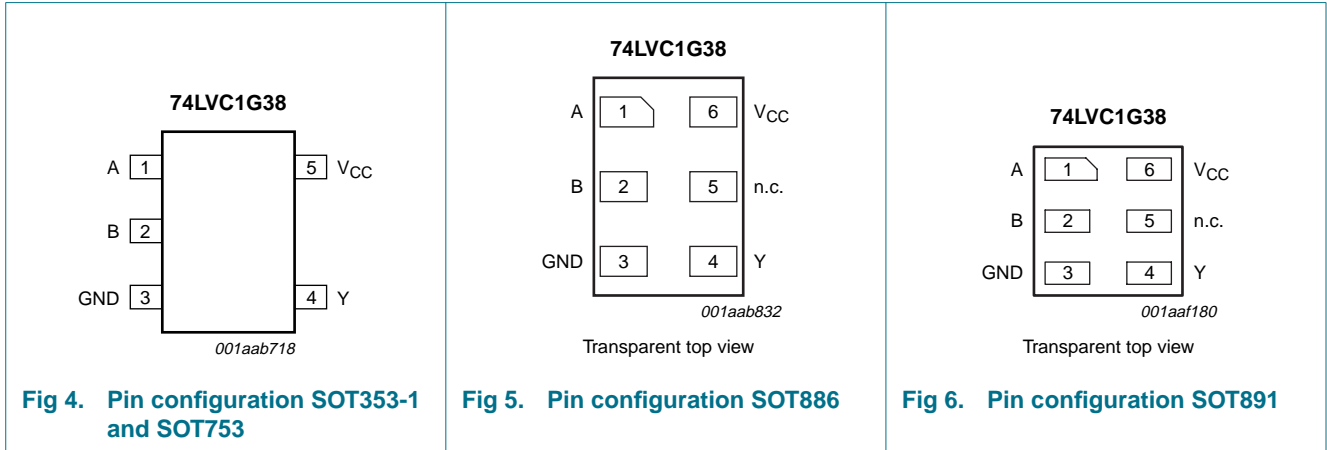 74LVC1G38
A 1
5 VCC
B 2
GND 3
4 Y
001aab718
Fig 4. Pin configuration SOT353-1
and SOT753
74LVC1G38
A 1 6 VCC
B 2 5 n.c.
GND 3 4 Y
001aab832
Transparent top view
Fig 5. Pin configuration SOT886
74LVC1G38
A 1 6 VCC
B 2 5 n.c.
GND 3 4 Y
001aaf180
Transparent top view
Fig 6. Pin configuration SOT891